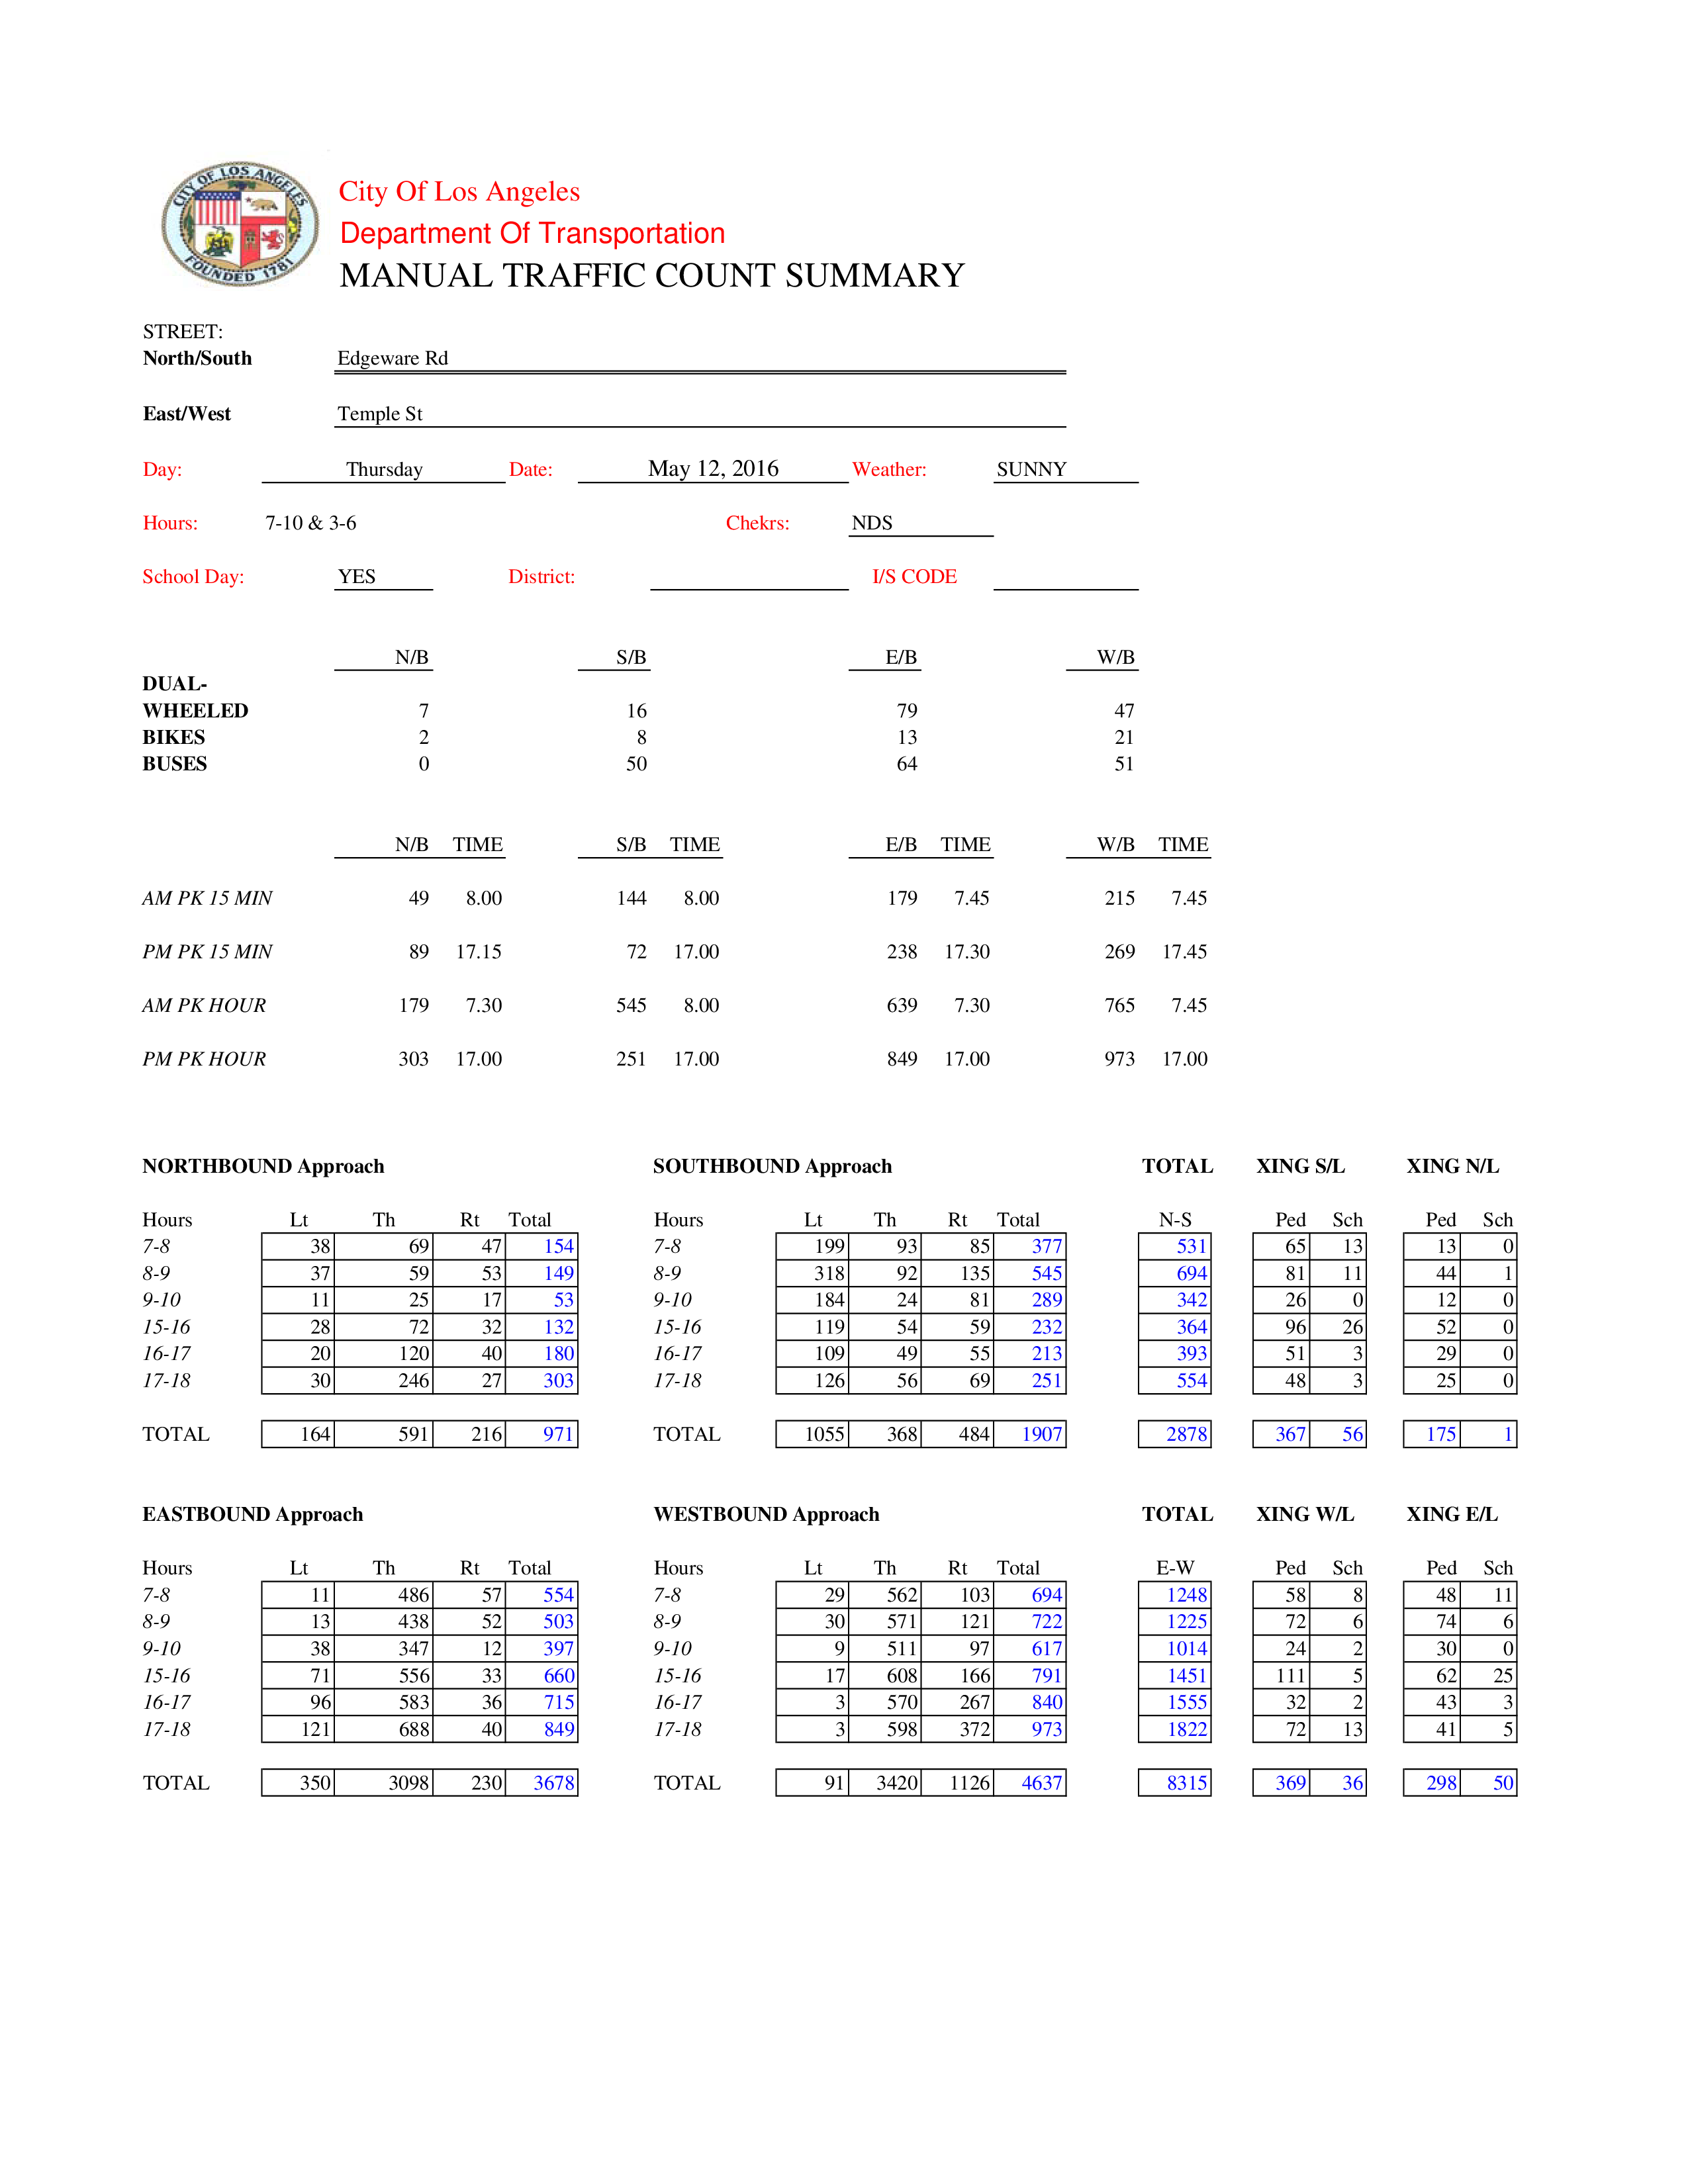 CITY OF LOS ANGELES
FOUNDED 1781
City Of Los Angeles
Department Of Transportation
MANUAL TRAFFIC COUNT SUMMARY
STREET:
North/South Edgeware Rd
East/West Temple St
Day: Thursday Date: May 12, 2016 Weather: SUNNY
Hours: 7-10 & 3-6 Chekrs: NDS
School Day: YES District: I/S CODE
N/B S/B E/B W/B
DUAL-
WHEELED 7 16 79 47
BIKES 2 8 13 21
BUSES 0 50 64 51
N/B TIME S/B TIME E/B TIME W/B TIME
AM PK 15 MIN 49 8.00 144 8.00 179 7.45 215 7.45
PM PK 15 MIN 89 17.15 72 17.00 238 17.30 269 17.45
AM PK HOUR 179 7.30 545 8.00 639 7.30 765 7.45
PM PK HOUR 303 17.00 251 17.00 849 17.00 973 17.00
NORTHBOUND Approach SOUTHBOUND Approach TOTAL XING S/L XING N/L
Hours Lt Th Rt Total Hours Lt Th Rt Total N-S Ped Sch Ped Sch
7-8 38 69 47 154 7-8 199 93 85 377 531 65 13 13 0
8-9 37 59 53 149 8-9 318 92 135 545 694 81 11 44 1
9-10 11 25 17 53 9-10 184 24 81 289 342 26 0 12 0
15-16 28 72 32 132 15-16 119 54 59 232 364 96 26 52 0
16-17 20 120 40 180 16-17 109 49 55 213 393 51 3 29 0
17-18 30 246 27 303 17-18 126 56 69 251 554 48 3 25 0
TOTAL 164 591 216 971 TOTAL 1055 368 484 1907 2878 367 56 175 1
EASTBOUND Approach WESTBOUND Approach TOTAL XING W/L XING E/L
Hours Lt Th Rt Total Hours Lt Th Rt Total E-W Ped Sch Ped Sch
7-8 11 486 57 554 7-8 29 562 103 694 1248 58 8 48 11
8-9 13 438 52 503 8-9 30 571 121 722 1225 72 6 74 6
9-10 38 347 12 397 9-10 9 511 97 617 1014 24 2 30 0
15-16 71 556 33 660 15-16 17 608 166 791 1451 111 5 62 25
16-17 96 583 36 715 16-17 3 570 267 840 1555 32 2 43 3
17-18 121 688 40 849 17-18 3 598 372 973 1822 72 13 41 5
TOTAL 350 3098 230 3678 TOTAL 91 3420 1126 4637 8315 369 36 298 50